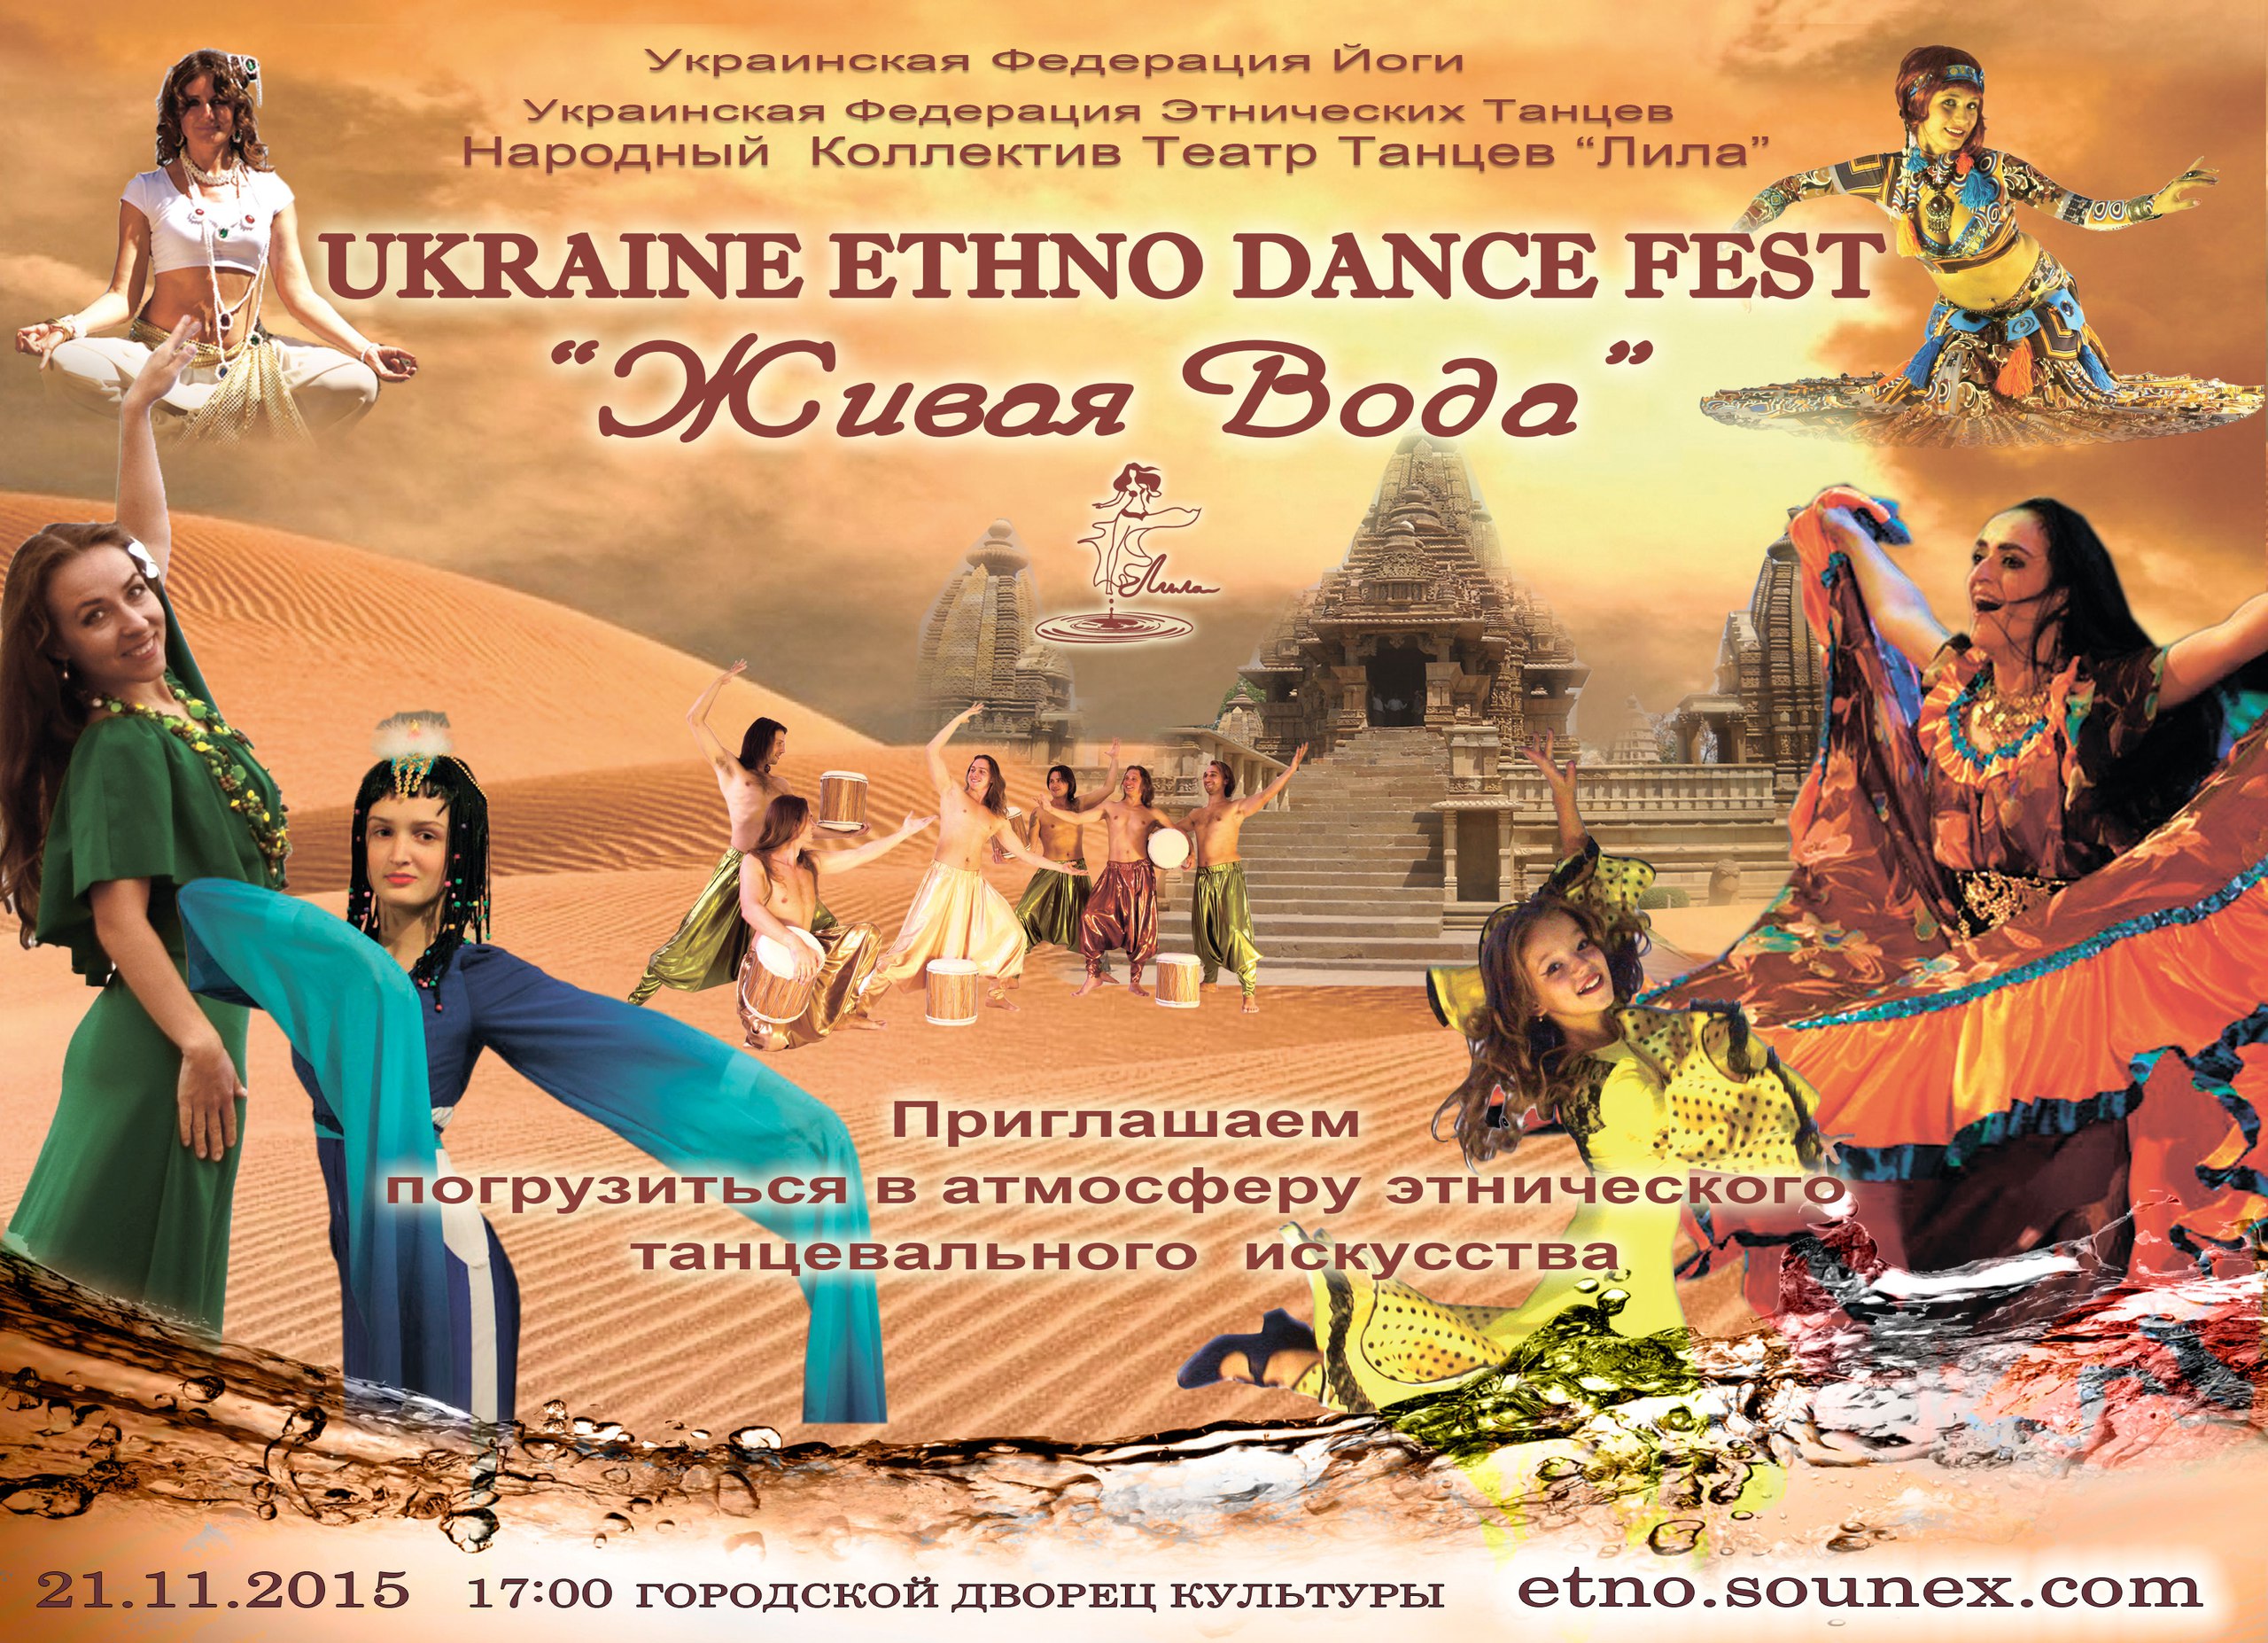 Украинская Федерация Йоги
Украинская Федерация Этнических Танцев
Народный Коллектив Театр Танцев “Лила”
UKRAINE ETHNO DANCE FEST
“Живая Вода”
Лила
Приглашаем
погрузиться в атмосферу этнического
танцевального искусства
21.11.2015 17:00 ГОРОДСКОЙ ДВОРЕЦ КУЛЬТУРЫ etno.sounex.com